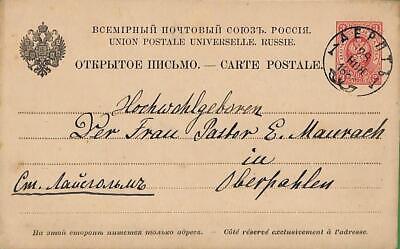 ВСЕМІРНЫЙ ПОЧТОВЫЙ СОЮЗЪ. РОССІЯ.
UNION POSTALE UNIVERSELLE. RUSSIE.
ОТКРЫТОЕ ПИСЬМО. — CARTE POSTALE.
ДЕРПТЪ
Hochwohlgeboren
Der Frau Pastor E. Maurach
in
Ст. Лайсгольмъ
Oberpahlen
На этой сторонѣ пишется только адресъ. - Côté réservé exclusivement à l'adresse.